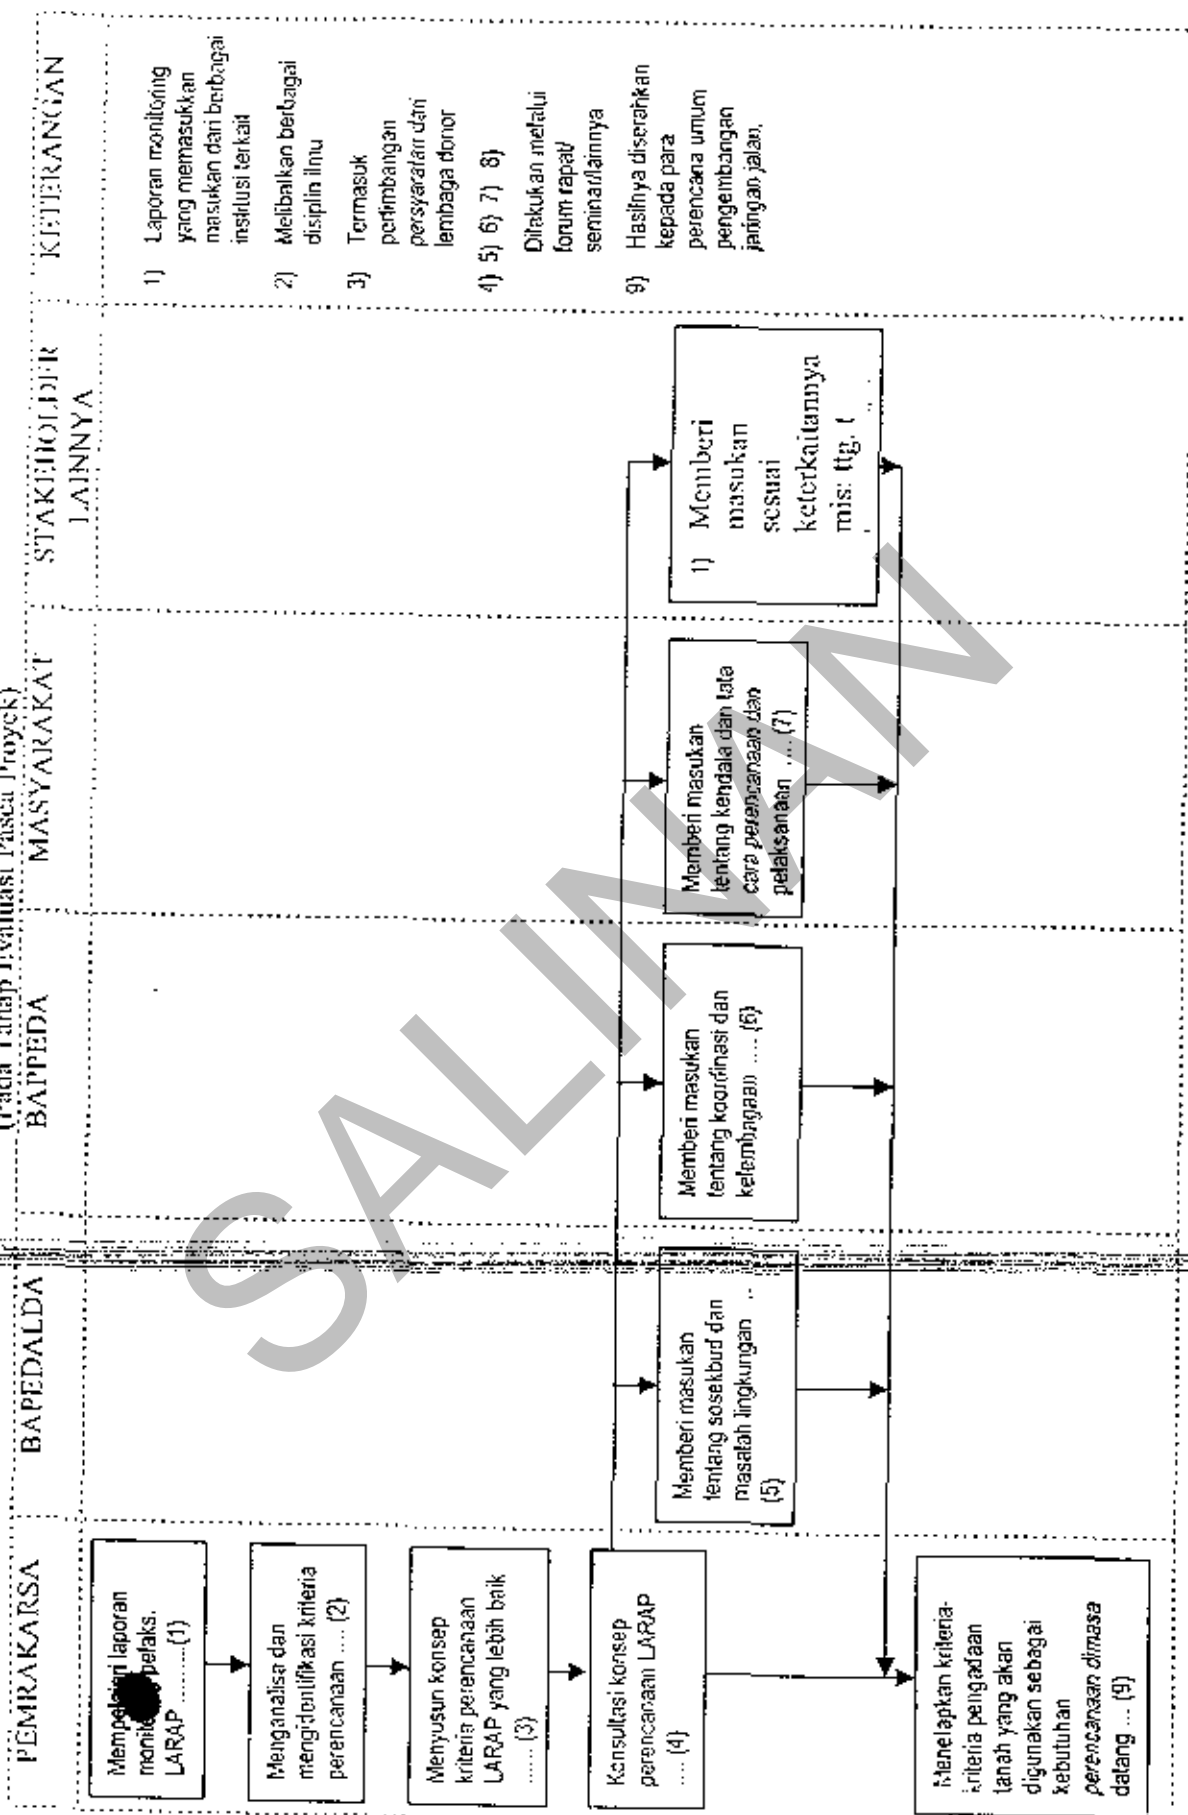 (Pada Tahap Evaluasi Pasca Proyek)
PEMRAKARSA
BAPEDALDA
BAPPEDA
MASYARAKAT
STAKEHOLDER
LAINNYA
KETERANGAN
Mempelajari laporan
pelaks.
LARAP ........(1)
Menganalisa dan
mengidentifikasi kriteria
perencanaan .... (2)
Menyusun konsep
kriteria perencanaan
LARAP yang lebih baik
..... (3)
Konsultasi konsep
perencanaan LARAP
..... (4)
Memberi masukan
tentang sosekbud dan
masalah lingkungan ..
(5)
Memberi masukan
tentang koordinasi dan
kelembagaan .... (6)
Memberi masukan
tentang kendala dan tata
cara perencanaan dan
pelaksanaan .... (7)
1) Memberi
masukan
sesuai
keterkaitannya
mis: ttg. (
Menetapkan kriteria-
kriteria pengadaan
tanah yang akan
digunakan sebagai
kebutuhan
perencanaan dimasa
datang ... (9)
1) Laporan monitoring
yang memasukkan
masukan dari berbagai
institusi terkait
2) Melibatkan berbagai
disiplin ilmu
3) Termasuk
pertimbangan
persyaratan dari
lembaga donor
4) 5) 6) 7) 8)
Dilakukan melalui
forum rapat/
seminar/lainnya
9) Hasilnya diserahkan
kepada para
perencana umum
pengembangan
jaringan jalan.
SALINAN